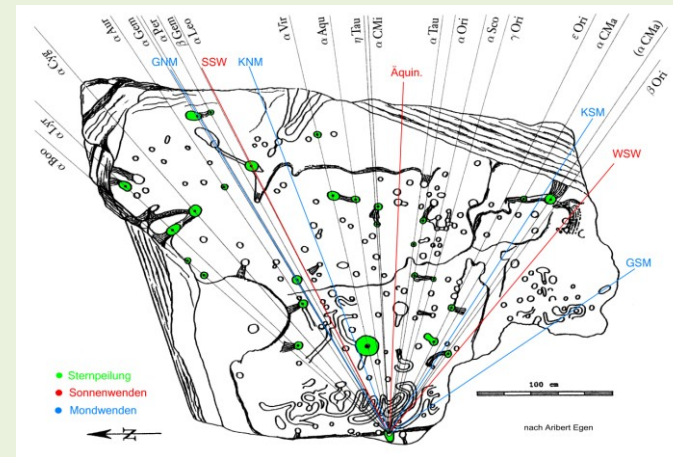 α Cyg
α Lyr
α Boo
α Aur
α Gem
α Per
β Gem
α Leo
GNM
SSW
KNM
α Vir
α Aqu
η Tau
α CMi
Äquin.
α Tau
α Ori
α Sco
γ Ori
ε Ori
α CMa
(α CMa)
β Ori
KSM
WSW
GSM
Sternpeilung
Sonnenwenden
Mondwenden
N
100 cm
nach Aribert Egen